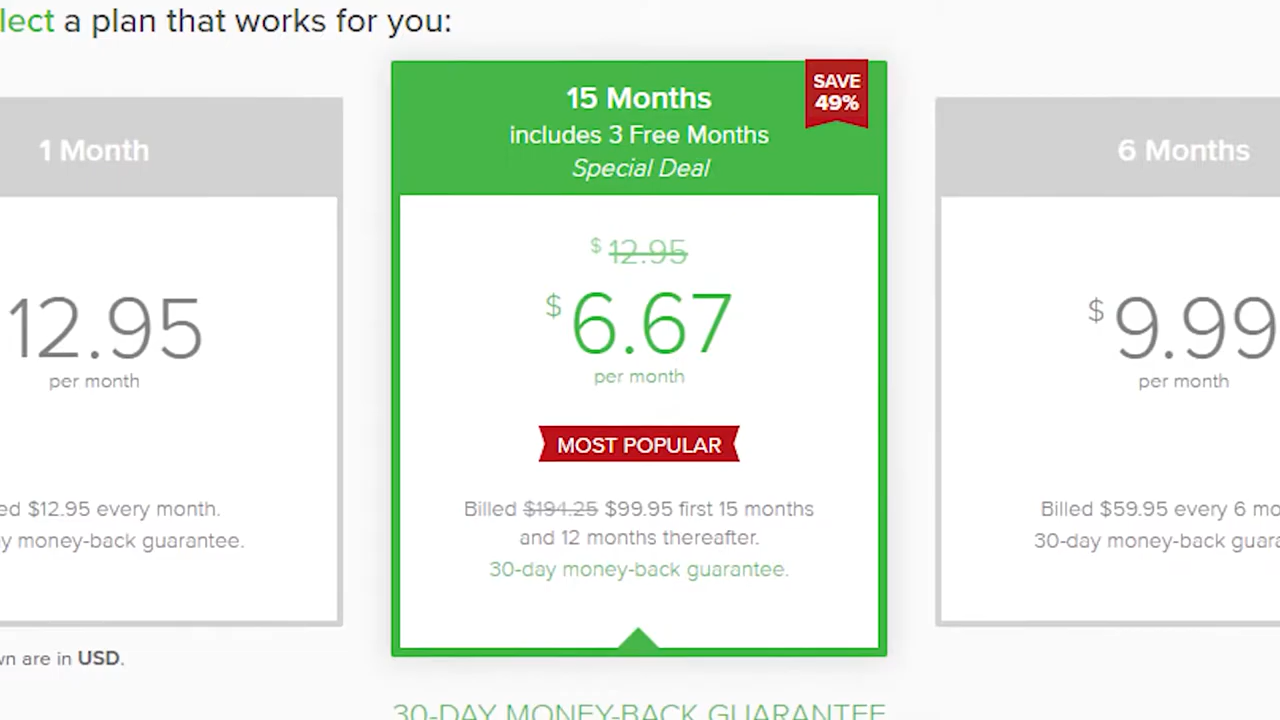 lect a plan that works for you:
1 Month
12.95
per month
ed $12.95 every month.
y money-back guarantee.
wn are in USD.
15 Months
includes 3 Free Months
Special Deal
SAVE
49%
$ 12.95
$ 6.67
per month
MOST POPULAR
Billed $194.25 $99.95 first 15 months
and 12 months thereafter.
30-day money-back guarantee.
6 Months
$ 9.99
per month
Billed $59.95 every 6 mo
30-day money-back guara
30-DAY MONEY-BACK GUARANTEE